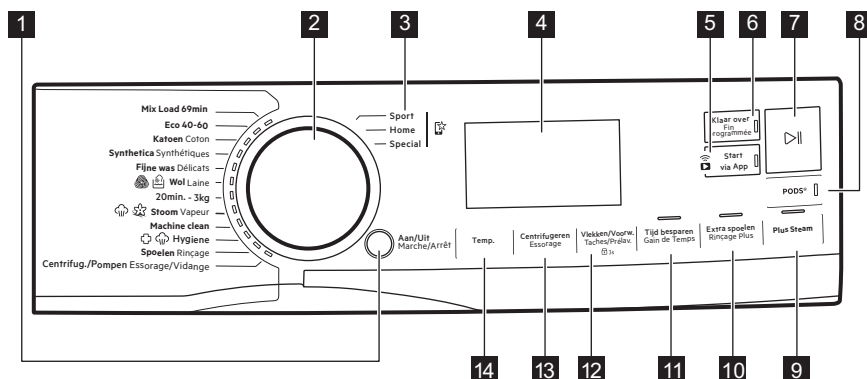 1
2
3
4
5
6
7
8
Mix Load 69min
Eco 40-60
Katoen Coton
Synthetica Synthétiques
Fijne was Délicats
Wol Laine
20min. - 3kg
Stoom Vapeur
Machine clean
Hygiene
Spoelen Rinçage
Centrifug./Pompen Essorage/Vidange
Sport
Home
Special
Aan/Uit
Marche/Arrêt
Temp.
Centrifugeren
Essorage
Vlekken/Voorw.
Taches/Prélav.
3s
Tijd besparen
Gain de Temps
Extra spoelen
Rinçage Plus
Plus Steam
Klaar over
Fin
rogrammée
Start
via App
PODS®
14
13
12
11
10
9